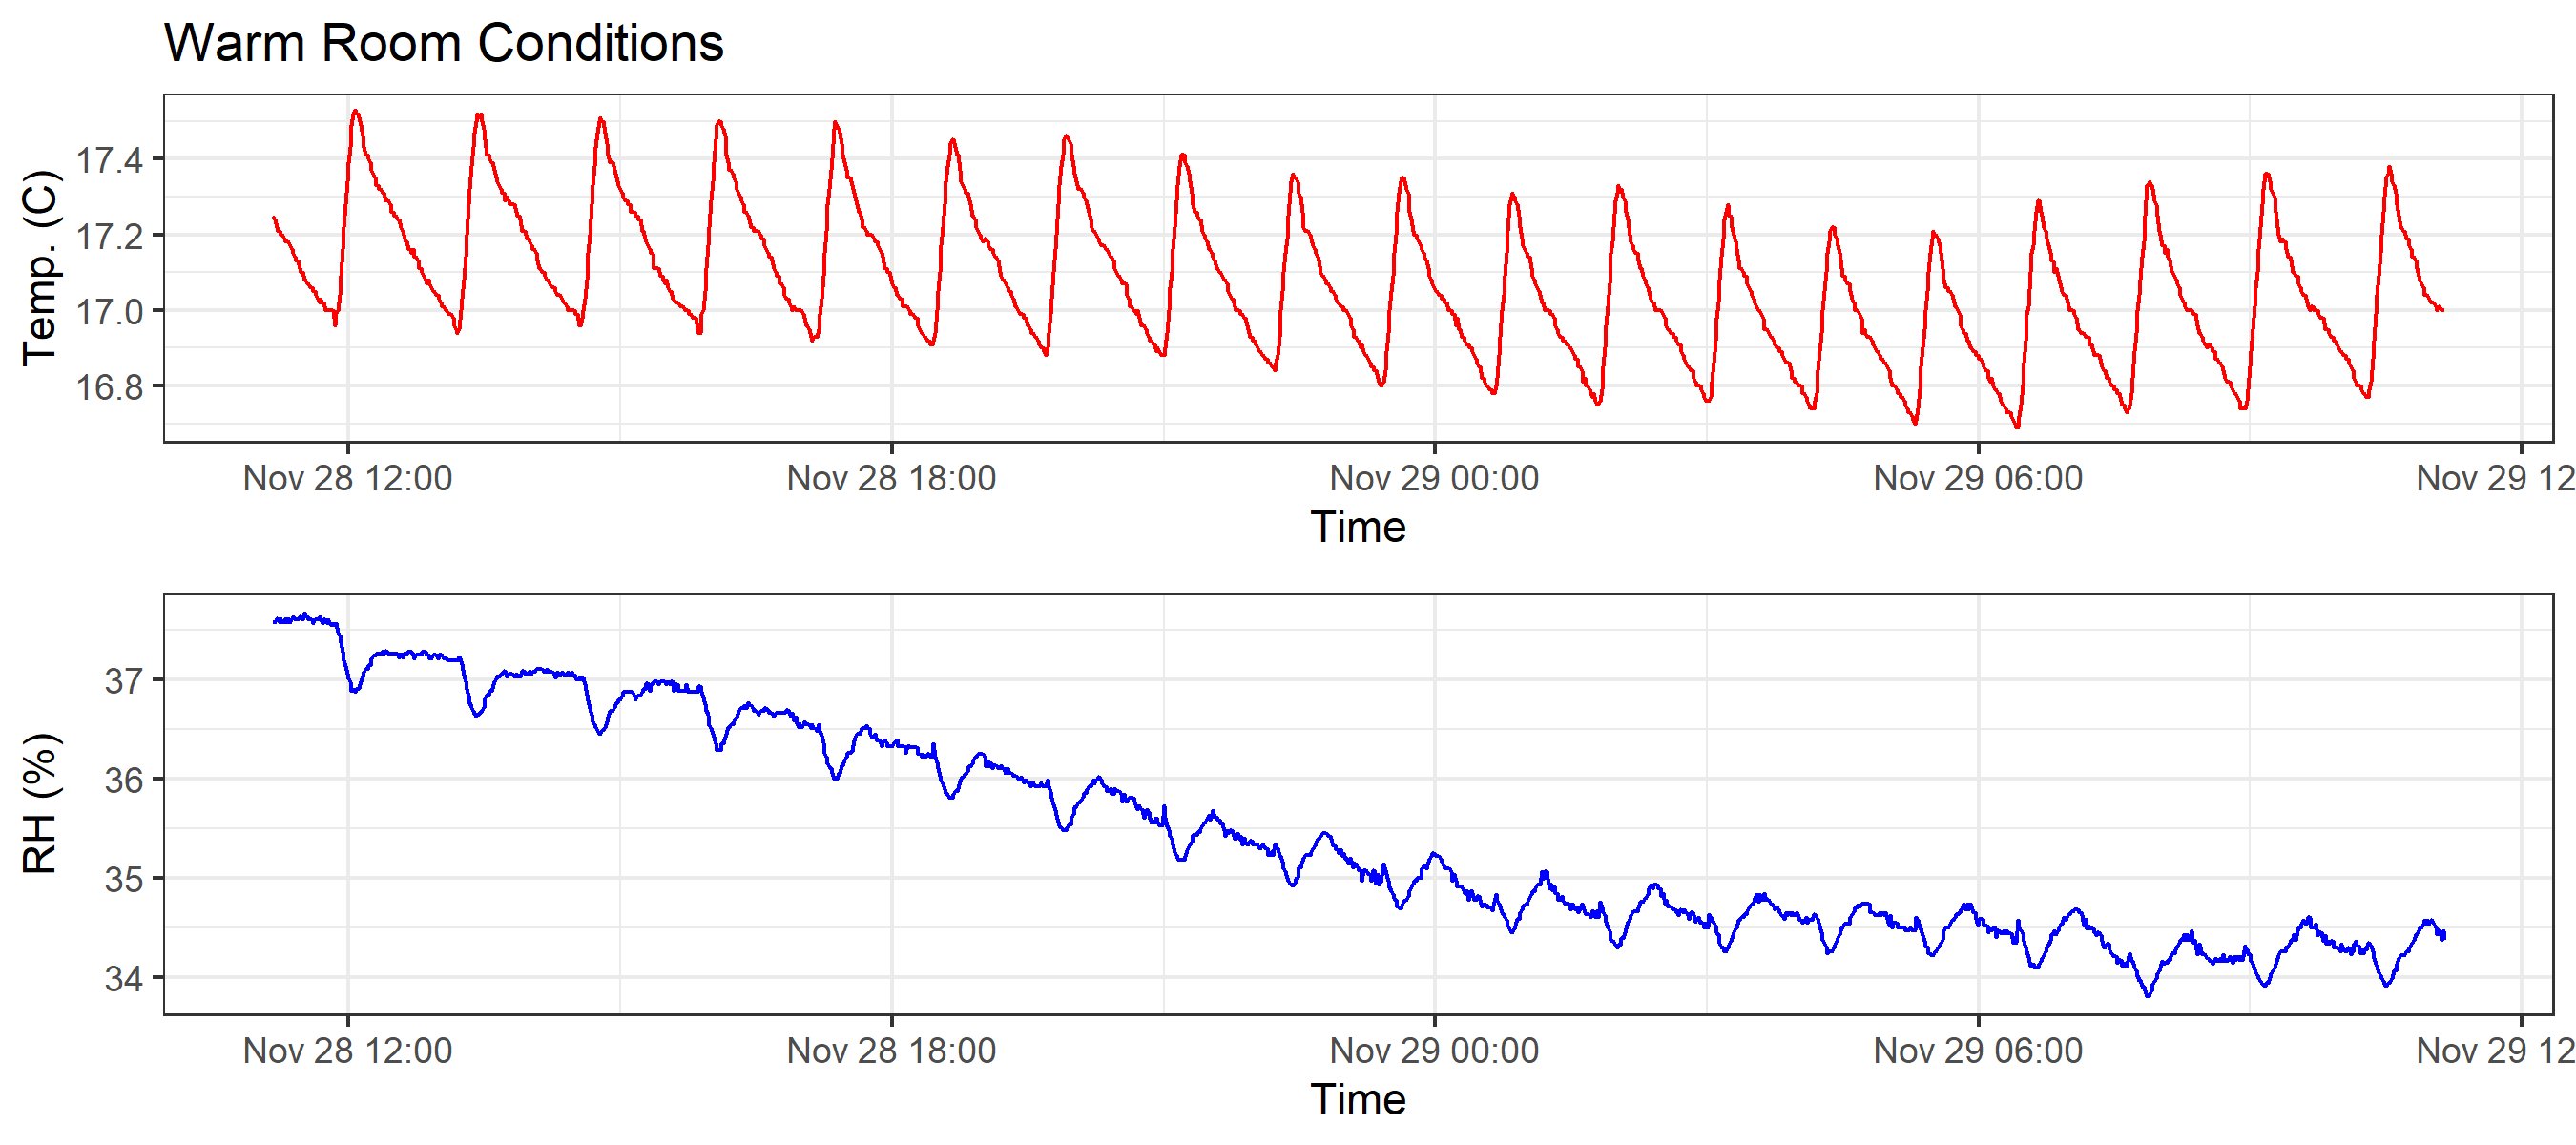 Warm Room Conditions
Temp. (C)
17.4
17.2
17.0
16.8
Nov 28 12:00 Nov 28 18:00 Nov 29 00:00 Nov 29 06:00 Nov 29 12
Time
RH (%)
37
36
35
34
Nov 28 12:00 Nov 28 18:00 Nov 29 00:00 Nov 29 06:00 Nov 29 12
Time